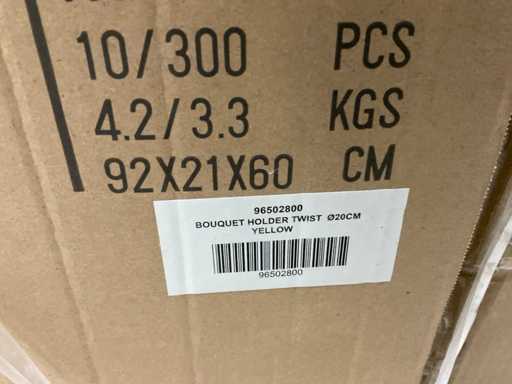 10/300 PCS
4.2/3.3 KGS
92X21X60 CM
96502800
BOUQUET HOLDER TWIST Ø20CM
YELLOW
96502800